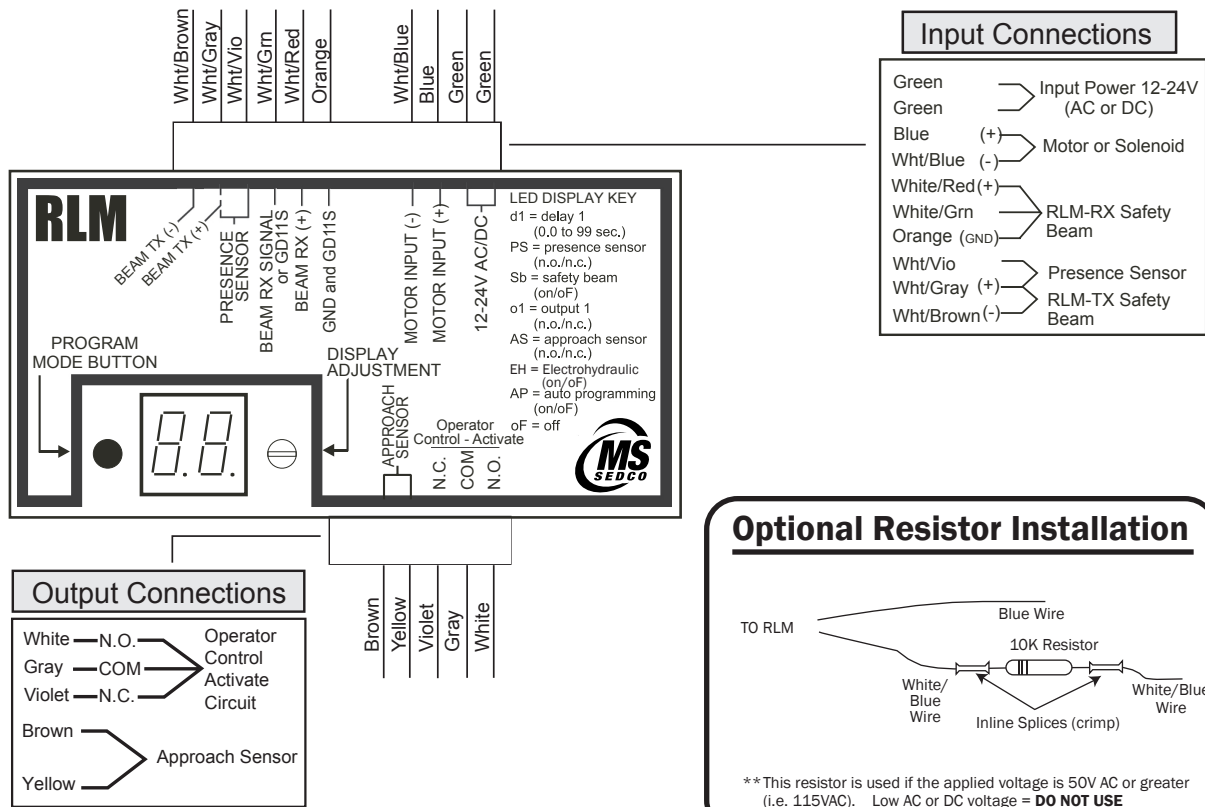 Wht/Brown
Wht/Gray
Wht/Vio
Wht/Grn
Wht/Red
Orange
Wht/Blue
Blue
Green
Green
RLM
BEAM TX (-)
BEAM TX (+)
PRESENCE
SENSOR
BEAM RX SIGNAL
or GD11S
BEAM RX (+)
GND and GD11S
MOTOR INPUT (-)
MOTOR INPUT (+)
12-24V AC/DC
LED DISPLAY KEY
d1 = delay 1
(0.0 to 99 sec.)
PS = presence sensor
(n.o./n.c.)
Sb = safety beam
(on/oF)
o1 = output 1
(n.o./n.c.)
AS = approach sensor
(n.o./n.c.)
EH = Electrohydraulic
(on/oF)
AP = auto programming
(on/oF)
oF = off
PROGRAM
MODE BUTTON
8.8.
DISPLAY
ADJUSTMENT
APPROACH
SENSOR
Operator
Control - Activate
N.C.
COM
N.O.
MS
SEDCO
Brown
Yellow
Violet
Gray
White
Input Connections
Green
Green
Input Power 12-24V
(AC or DC)
Blue (+)
Wht/Blue (-)
Motor or Solenoid
White/Red (+)
White/Grn
Orange (GND)
RLM-RX Safety
Beam
Wht/Vio
Wht/Gray (+)
Wht/Brown (-)
Presence Sensor
RLM-TX Safety
Beam
Output Connections
White N.O.
Gray COM
Violet N.C.
Operator
Control
Activate
Circuit
Brown
Yellow
Approach Sensor
Optional Resistor Installation
TO RLM
Blue Wire
10K Resistor
White/
Blue
Wire
Inline Splices (crimp)
White/Blue
Wire
**This resistor is used if the applied voltage is 50V AC or greater
(i.e. 115VAC). Low AC or DC voltage = DO NOT USE